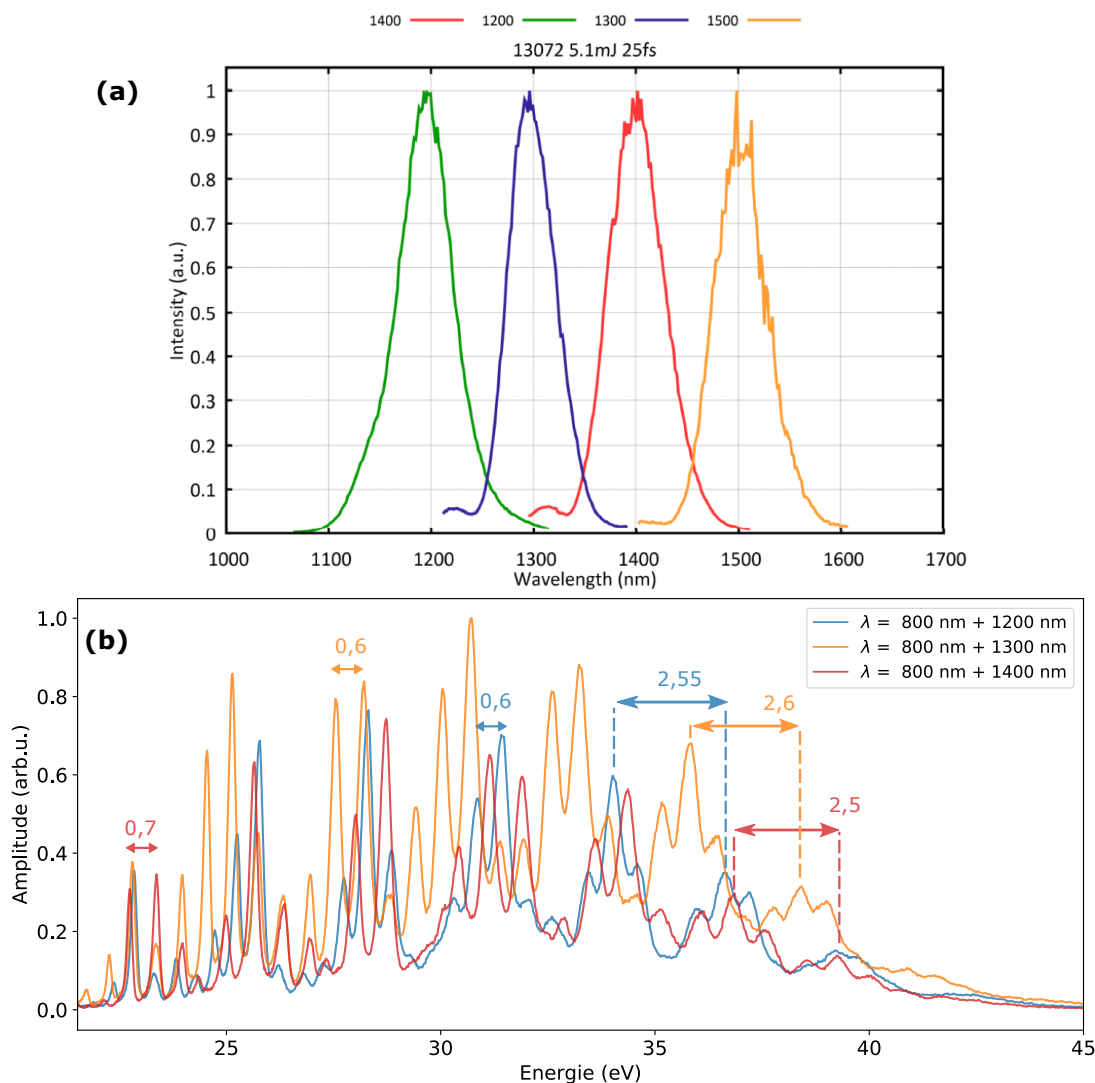 1400 1200 1300 1500
13072 5.1mJ 25fs
(a)
Intensity (a.u.)
1
0.9
0.8
0.7
0.6
0.5
0.4
0.3
0.2
0.1
0
1000 1100 1200 1300 1400 1500 1600 1700
Wavelength (nm)
(b)
λ = 800 nm + 1200 nm
λ = 800 nm + 1300 nm
λ = 800 nm + 1400 nm
0,7
0,6
0,6
2,55
2,6
2,5
Amplitude (arb.u.)
1.0
0.8
0.6
0.4
0.2
0.0
25 30 35 40 45
Energie (eV)